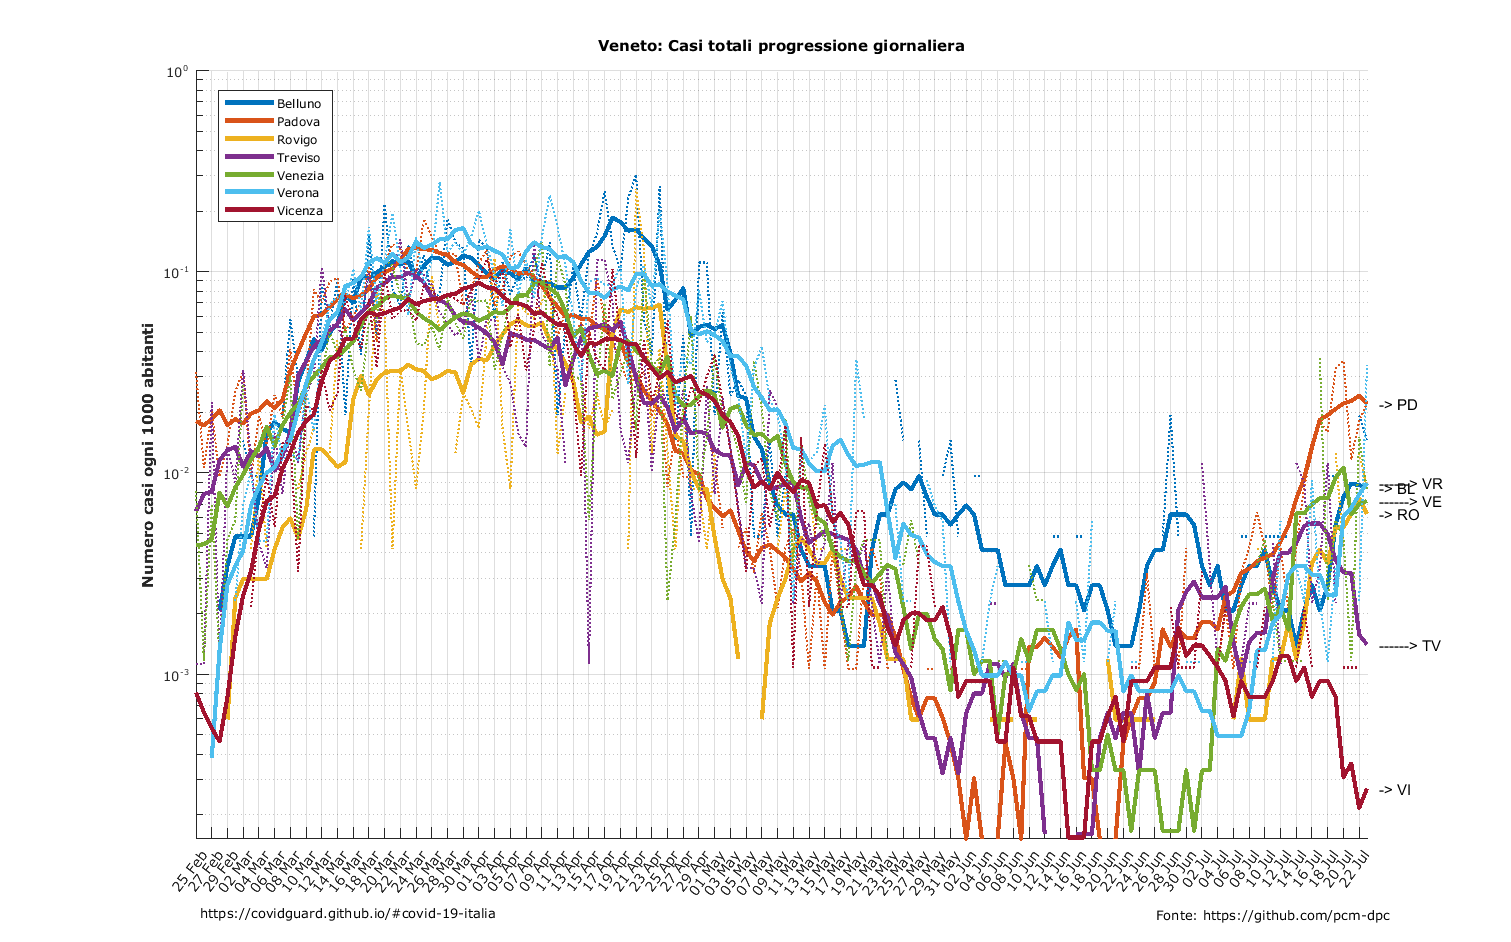 Veneto: Casi totali progressione giornaliera
Numero casi ogni 1000 abitanti
10^0
10^-1
10^-2
10^-3
Belluno
Padova
Rovigo
Treviso
Venezia
Verona
Vicenza
-> PD
------> VR
-> BL
------> VE
-> RO
------> TV
-> VI
25 Feb
27 Feb
29 Feb
02 Mar
04 Mar
06 Mar
08 Mar
10 Mar
12 Mar
14 Mar
16 Mar
18 Mar
20 Mar
22 Mar
24 Mar
26 Mar
28 Mar
30 Mar
01 Apr
03 Apr
05 Apr
07 Apr
09 Apr
11 Apr
13 Apr
15 Apr
17 Apr
19 Apr
21 Apr
23 Apr
25 Apr
27 Apr
29 Apr
01 May
03 May
05 May
07 May
09 May
11 May
13 May
15 May
17 May
19 May
21 May
23 May
25 May
27 May
29 May
31 May
02 Jun
04 Jun
06 Jun
08 Jun
10 Jun
12 Jun
14 Jun
16 Jun
18 Jun
20 Jun
22 Jun
24 Jun
26 Jun
28 Jun
30 Jun
02 Jul
04 Jul
06 Jul
08 Jul
10 Jul
12 Jul
14 Jul
16 Jul
18 Jul
20 Jul
22 Jul
https://covidguard.github.io/#covid-19-italia
Fonte: https://github.com/pcm-dpc